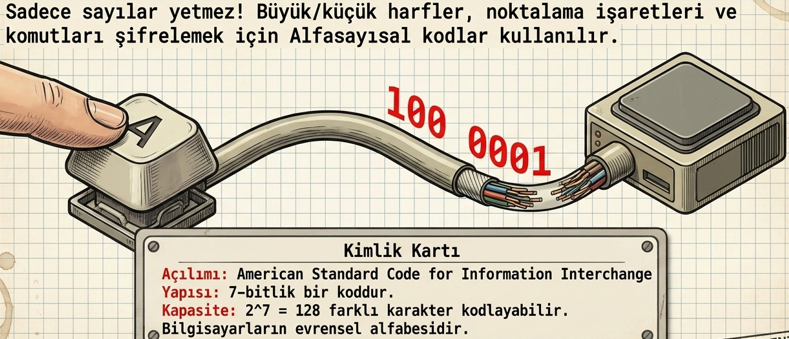 Sadece sayılar yetmez! Büyük/küçük harfler, noktalama işaretleri ve
komutları şifrelemek için Alfasayısal kodlar kullanılır.
A
100 0001
Kimlik Kartı
Açılımı: American Standard Code for Information Interchange
Yapısı: 7-bitlik bir koddur.
Kapasite: 2^7 = 128 farklı karakter kodlayabilir.
Bilgisayarların evrensel alfabesidir.